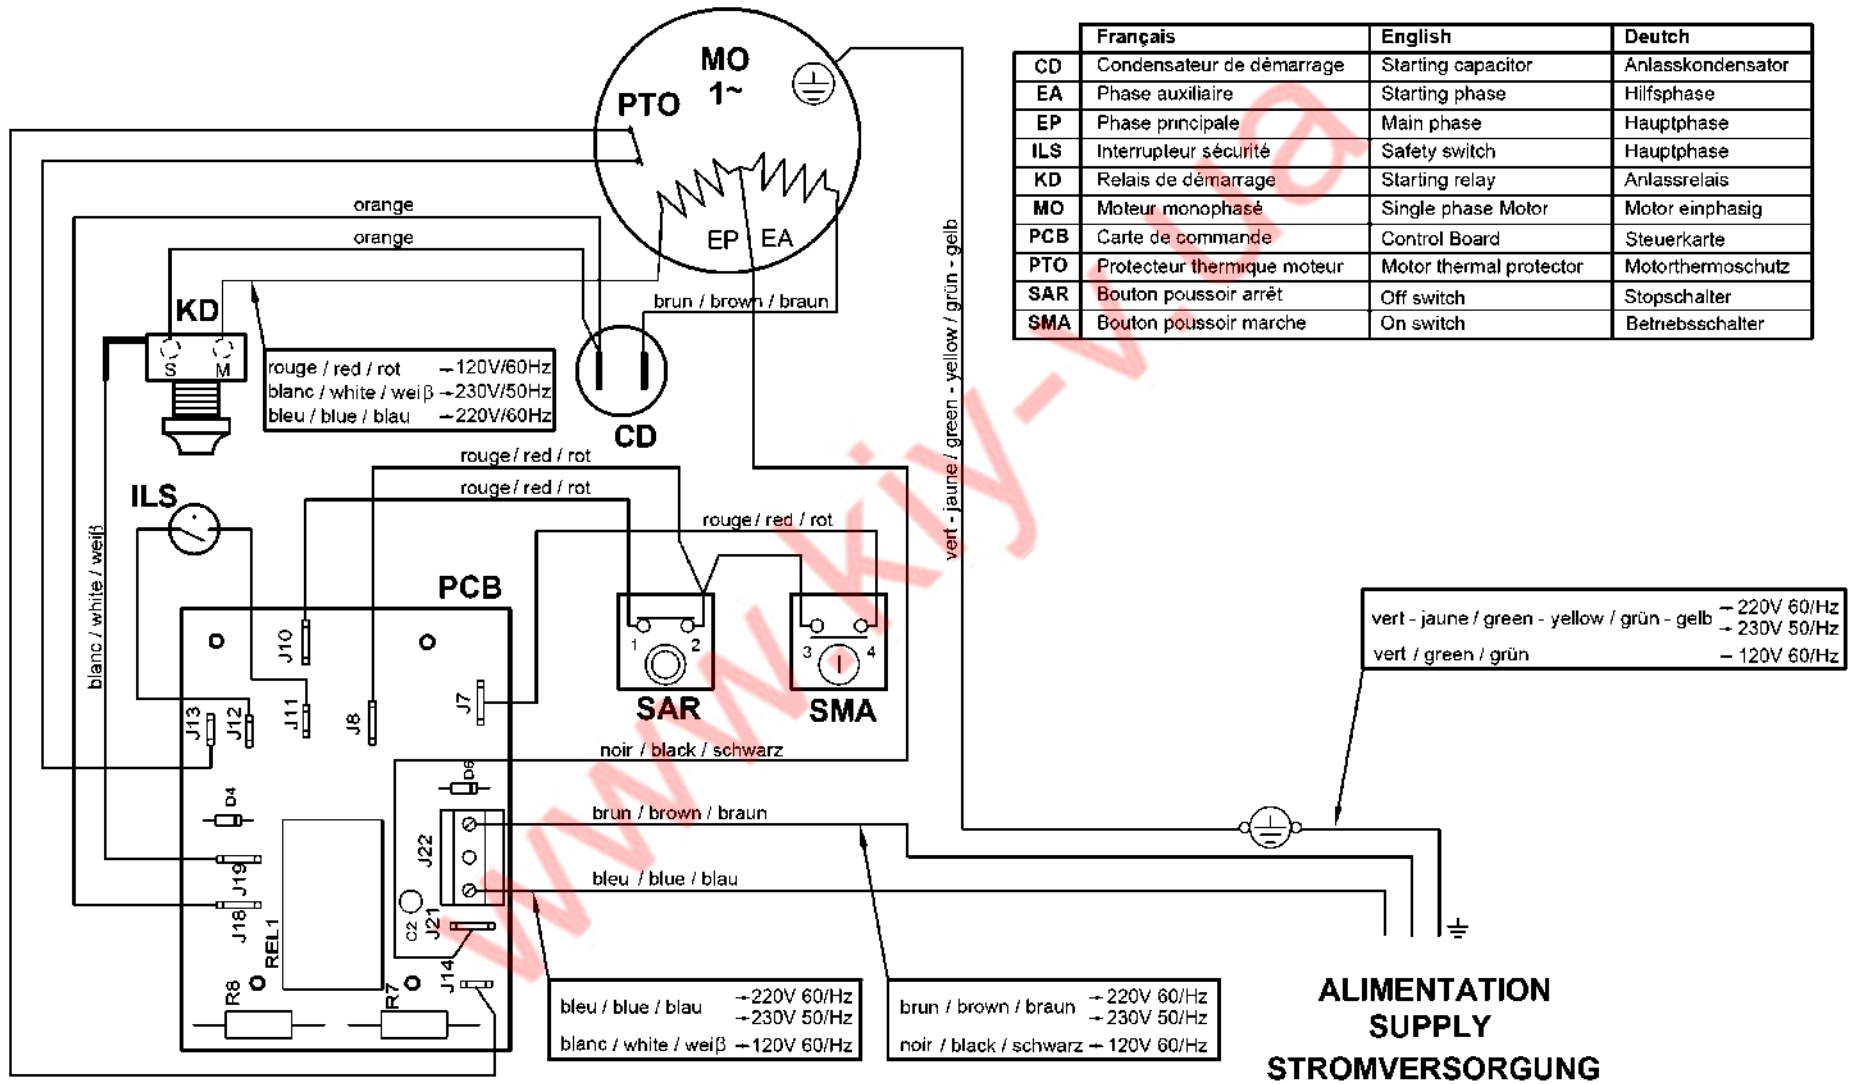 Français English Deutch
CD Condensateur de démarrage Starting capacitor Anlasskondensator
EA Phase auxiliaire Starting phase Hilfsphase
EP Phase principale Main phase Hauptphase
ILS Interrupteur sécurité Safety switch Hauptphase
KD Relais de démarrage Starting relay Anlassrelais
MO Moteur monophasé Single phase Motor Motor einphasig
PCB Carte de commande Control Board Steuerkarte
PTO Protecteur thermique moteur Motor thermal protector Motorthermoschutz
SAR Bouton poussoir arrêt Off switch Stopschalter
SMA Bouton poussoir marche On switch Betriebsschalter
MO
1~
PTO
EP EA
orange
orange
brun / brown / braun
KD
S M
rouge / red / rot 120V/60Hz
blanc / white / weiβ 230V/50Hz
bleu / blue / blau 220V/60Hz
CD
vert - jaune / green - yellow / grün - gelb
rouge / red / rot
rouge / red / rot
rouge / red / rot
ILS
blanc / white / weiβ
PCB
J10
J13
J12
J11
J8
J7
1 2
SAR
3 4
SMA
noir / black / schwarz
D6
D4
brun / brown / braun
J22
J19
bleu / blue / blau
J18
REL1
C2
J21
J14
R8
R7
vert - jaune / green - yellow / grün - gelb 220V 60/Hz
230V 50/Hz
vert / green / grün 120V 60/Hz
bleu / blue / blau 220V 60/Hz
230V 50/Hz
blanc / white / weiβ 120V 60/Hz
brun / brown / braun 220V 60/Hz
230V 50/Hz
noir / black / schwarz 120V 60/Hz
ALIMENTATION
SUPPLY
STROMVERSORGUNG
www.kiy-v.ua